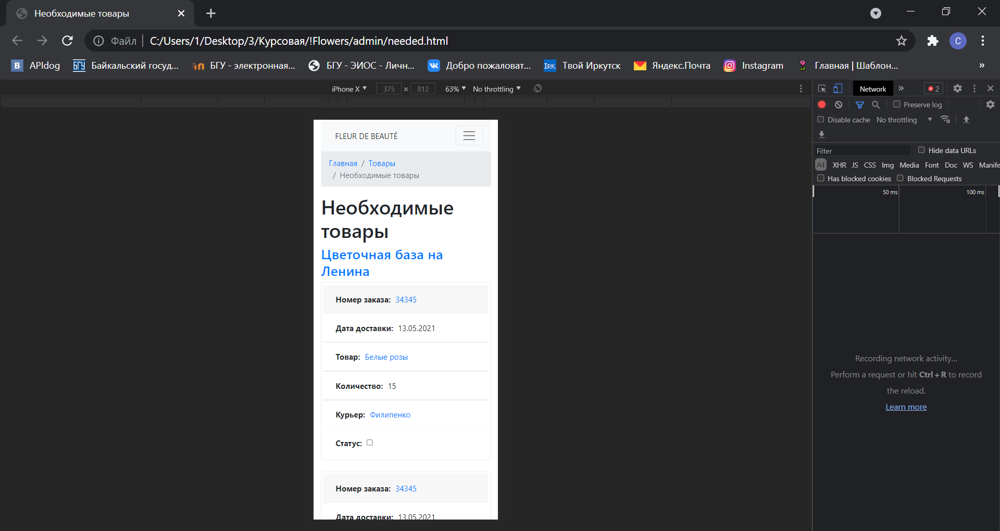 Необходимые товары
Файл
C:/Users/1/Desktop/3/Курсовая/!Flowers/admin/needed.html
C
APIdog
Байкальский госуд...
БГУ - электронная...
БГУ - ЭИОС - Личн...
Добро пожаловат...
Твой Иркутск
Яндекс.Почта
Instagram
Главная | Шаблон...
»
iPhone X
375 × 812
63%
No throttling
FLEUR DE BEAUTÉ
Главная / Товары
/ Необходимые товары
Необходимые
товары
Цветочная база на
Ленина
Номер заказа: 34345
Дата доставки: 13.05.2021
Товар: Белые розы
Количество: 15
Курьер: Филипенко
Статус:
Номер заказа: 34345
Дата доставки: 13.05.2021
Network
»
2
Preserve log
Disable cache
No throttling
Filter
Hide data URLs
All XHR JS CSS Img Media Font Doc WS Manife
Has blocked cookies
Blocked Requests
50 ms
100 ms
Recording network activity...
Perform a request or hit Ctrl + R to record
the reload.
Learn more